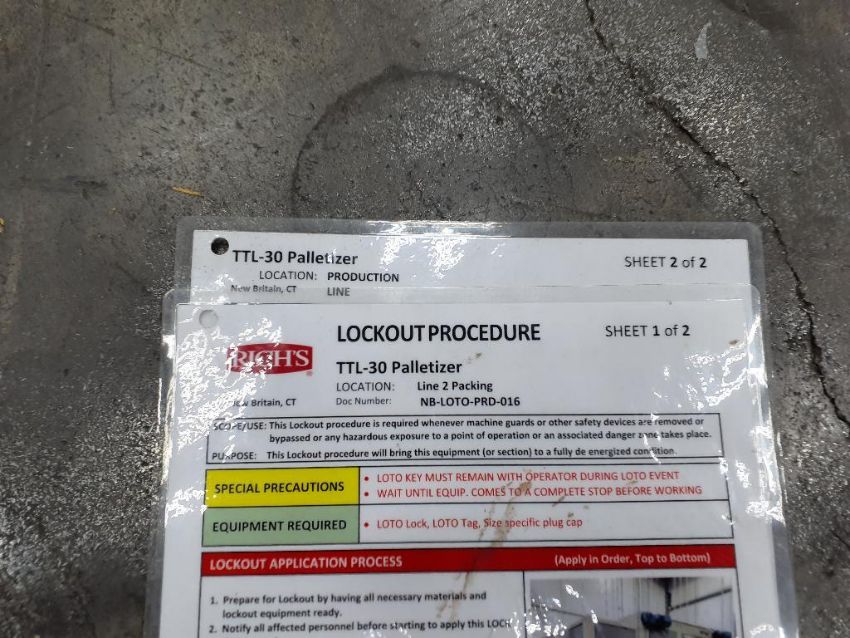 TTL-30 Palletizer
SHEET 2 of 2
LOCATION: PRODUCTION
New Britain, CT LINE
LOCKOUT PROCEDURE SHEET 1 of 2
RICH'S
TTL-30 Palletizer
LOCATION: Line 2 Packing
New Britain, CT Doc Number: NB-LOTO-PRD-016
SCOPE/USE: This Lockout procedure is required whenever machine guards or other safety devices are removed or
bypassed or any hazardous exposure to a point of operation or an associated danger zone takes place.
PURPOSE: This Lockout procedure will bring this equipment (or section) to a fully de energized condition.
SPECIAL PRECAUTIONS
• LOTO KEY MUST REMAIN WITH OPERATOR DURING LOTO EVENT
• WAIT UNTIL EQUIP. COMES TO A COMPLETE STOP BEFORE WORKING
EQUIPMENT REQUIRED • LOTO Lock, LOTO Tag, Size specific plug cap
LOCKOUT APPLICATION PROCESS (Apply in Order, Top to Bottom)
1. Prepare for Lockout by having all necessary materials and
lockout equipment ready.
2. Notify all affected personnel before starting to apply this LOCK